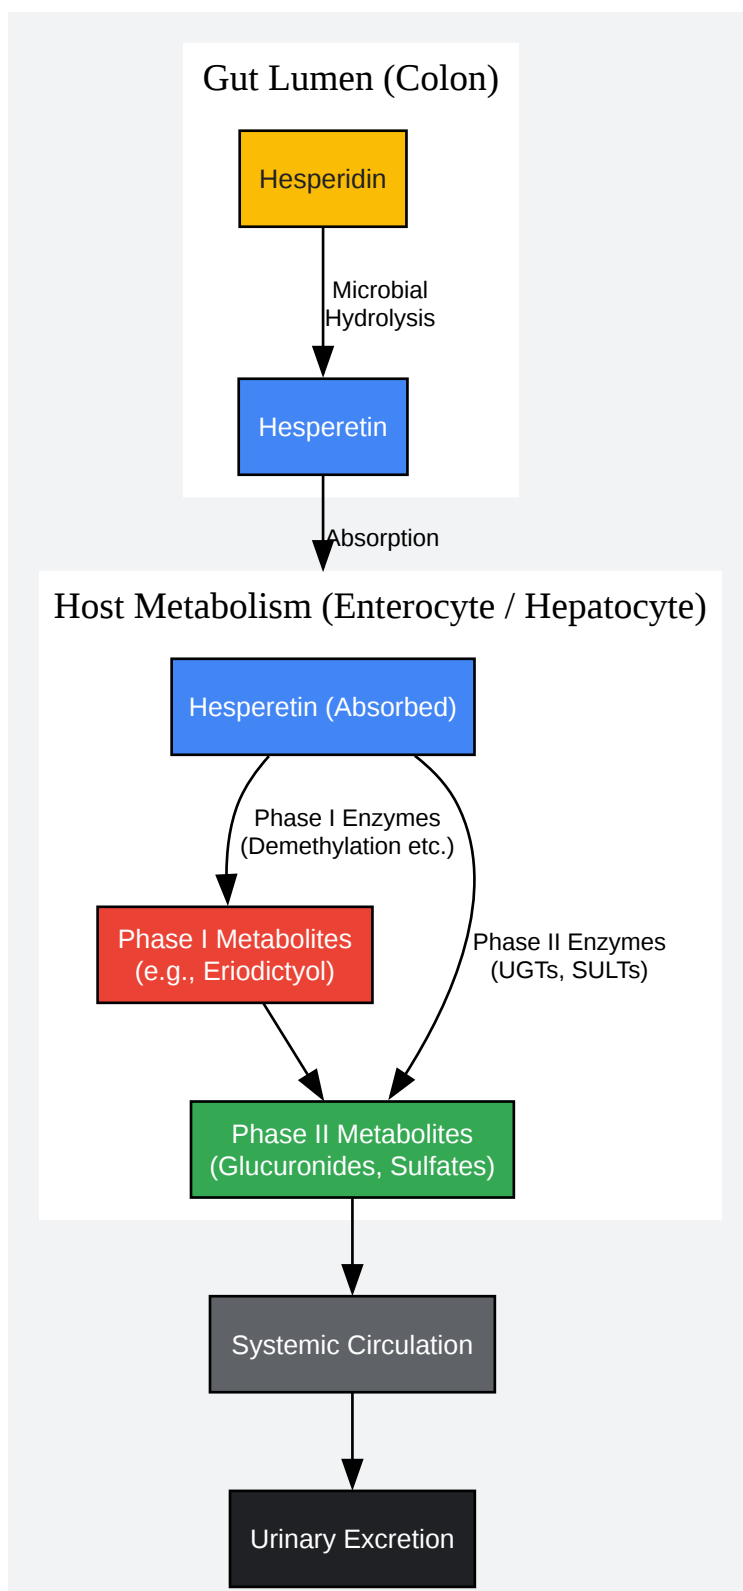 Gut Lumen (Colon)
Hesperidin
Microbial
Hydrolysis
Hesperetin
Absorption
Host Metabolism (Enterocyte / Hepatocyte)
Hesperetin (Absorbed)
Phase I Enzymes
(Demethylation etc.)
Phase I Metabolites
(e.g., Eriodictyol)
Phase II Enzymes
(UGTs, SULTs)
Phase II Metabolites
(Glucuronides, Sulfates)
Systemic Circulation
Urinary Excretion